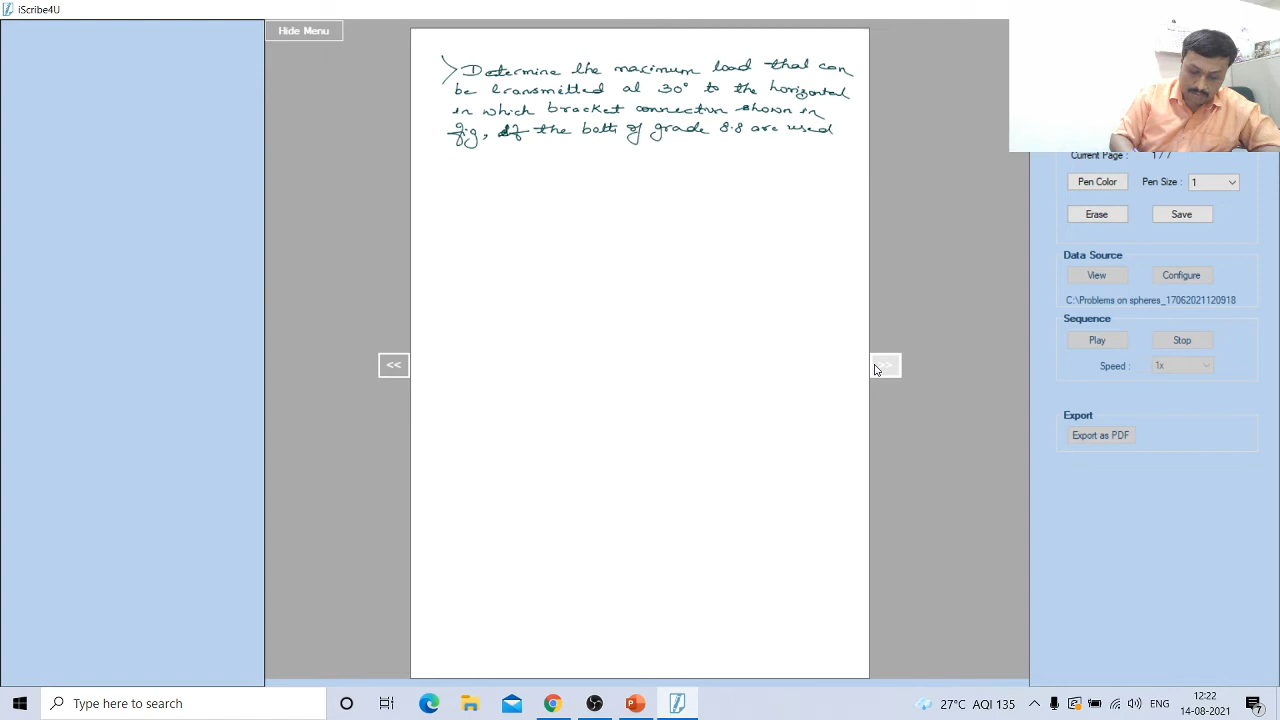 iScribe4U
Hide Menu
Determine the maximum load that can
be transmitted at 30° to the horizontal
in which bracket connection shown in
fig, If the bolts of grade 8.8 are used
<<
>>
Current Page : 1 / 7
Pen Color Pen Size : 1
Erase Save
Data Source
View Configure
C:\Problems on spheres_17062021120918
Sequence
Play Stop
Speed : 1x
Export
Export as PDF
Type here to search
27°C AQI 135
ENG
12:22
14-08-2021
7